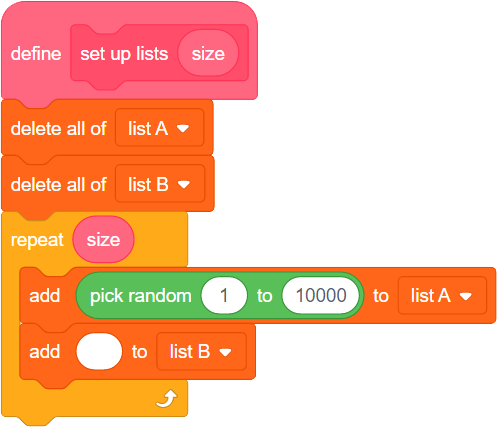 define set up lists size
delete all of list A
delete all of list B
repeat size
add pick random 1 to 10000 to list A
add to list B